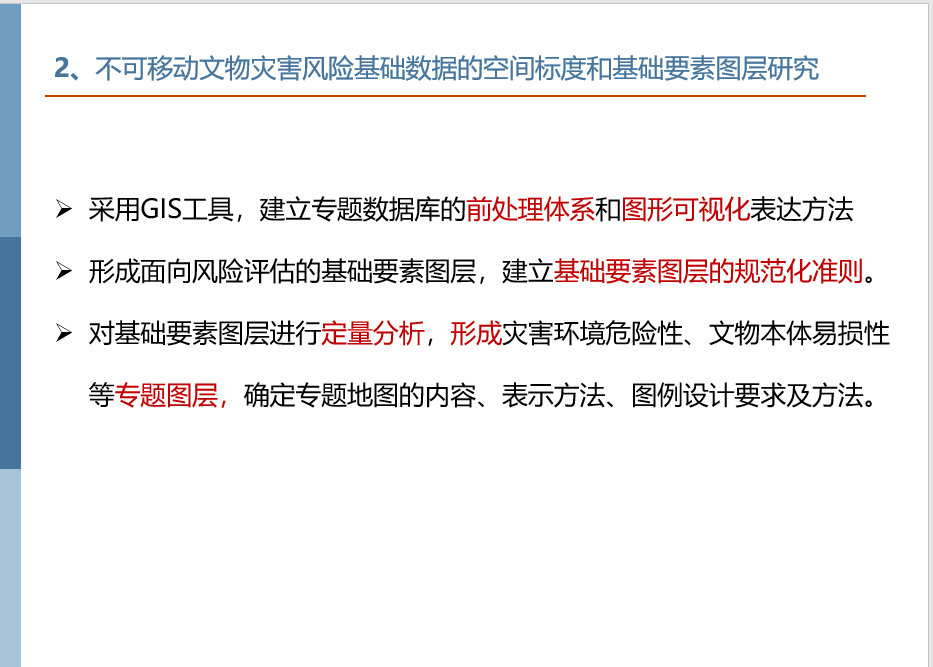 2、不可移动文物灾害风险基础数据的空间标度和基础要素图层研究
➢ 采用GIS工具，建立专题数据库的前处理体系和图形可视化表达方法
➢ 形成面向风险评估的基础要素图层，建立基础要素图层的规范化准则。
➢ 对基础要素图层进行定量分析，形成灾害环境危险性、文物本体易损性
等专题图层，确定专题地图的内容、表示方法、图例设计要求及方法。